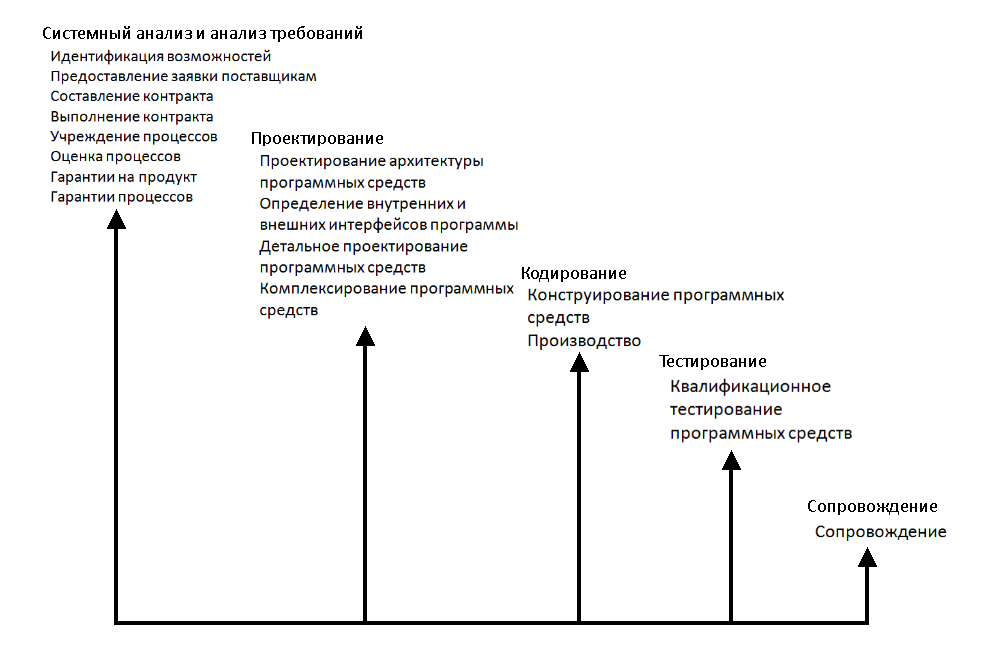 Системный анализ и анализ требований
Идентификация возможностей
Предоставление заявки поставщикам
Составление контракта
Выполнение контракта
Учреждение процессов
Оценка процессов
Гарантии на продукт
Гарантии процессов
Проектирование
Проектирование архитектуры
программных средств
Определение внутренних и
внешних интерфейсов программы
Детальное проектирование
программных средств
Комплексирование программных
средств
Кодирование
Конструирование программных
средств
Производство
Тестирование
Квалификационное
тестирование
программных средств
Сопровождение
Сопровождение